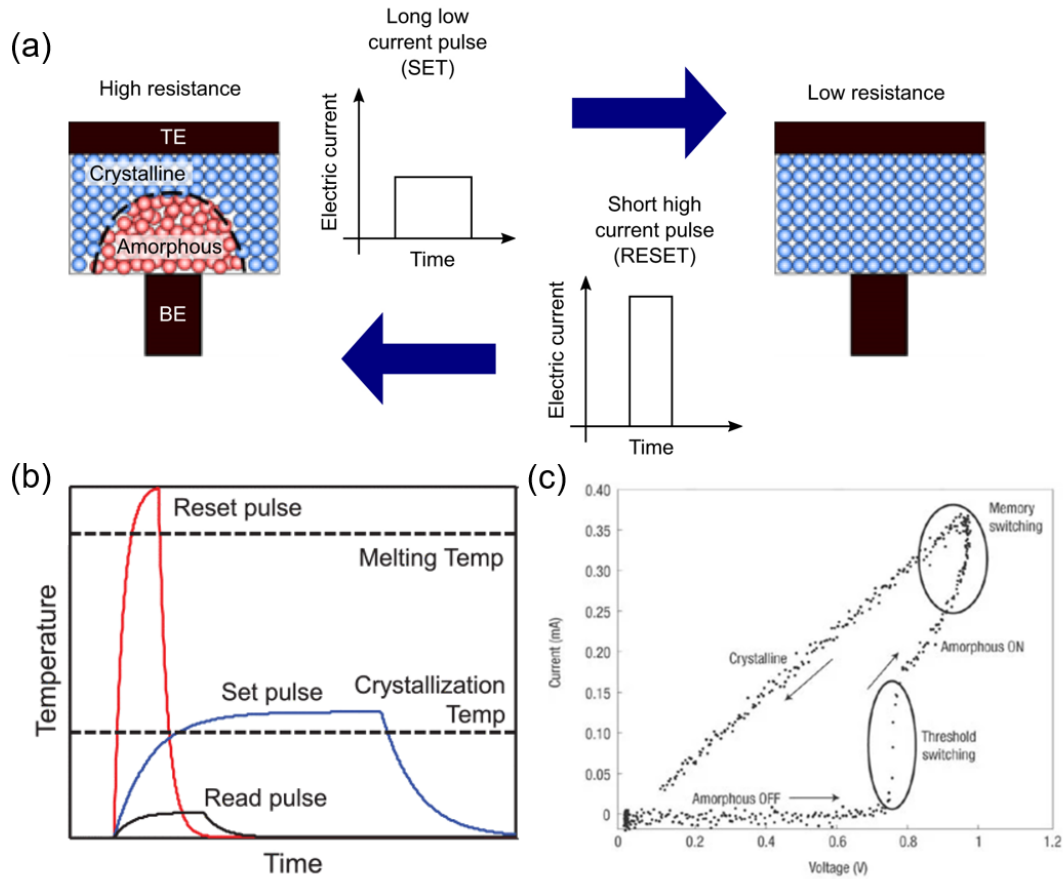 (a)
Long low
current pulse
(SET)
High resistance
TE
Crystalline
Amorphous
BE
Electric current
Time
Low resistance
Short high
current pulse
(RESET)
Electric current
Time
(b)
Reset pulse
Melting Temp
Set pulse
Crystallization
Temp
Read pulse
Temperature
Time
(c)
0.40
0.35
0.30
0.25
0.20
0.15
0.10
0.05
0
Current (mA)
Memory
switching
Amorphous ON
Crystalline
Threshold
switching
Amorphous OFF
0 0.2 0.4 0.6 0.8 1 1.2
Voltage (V)